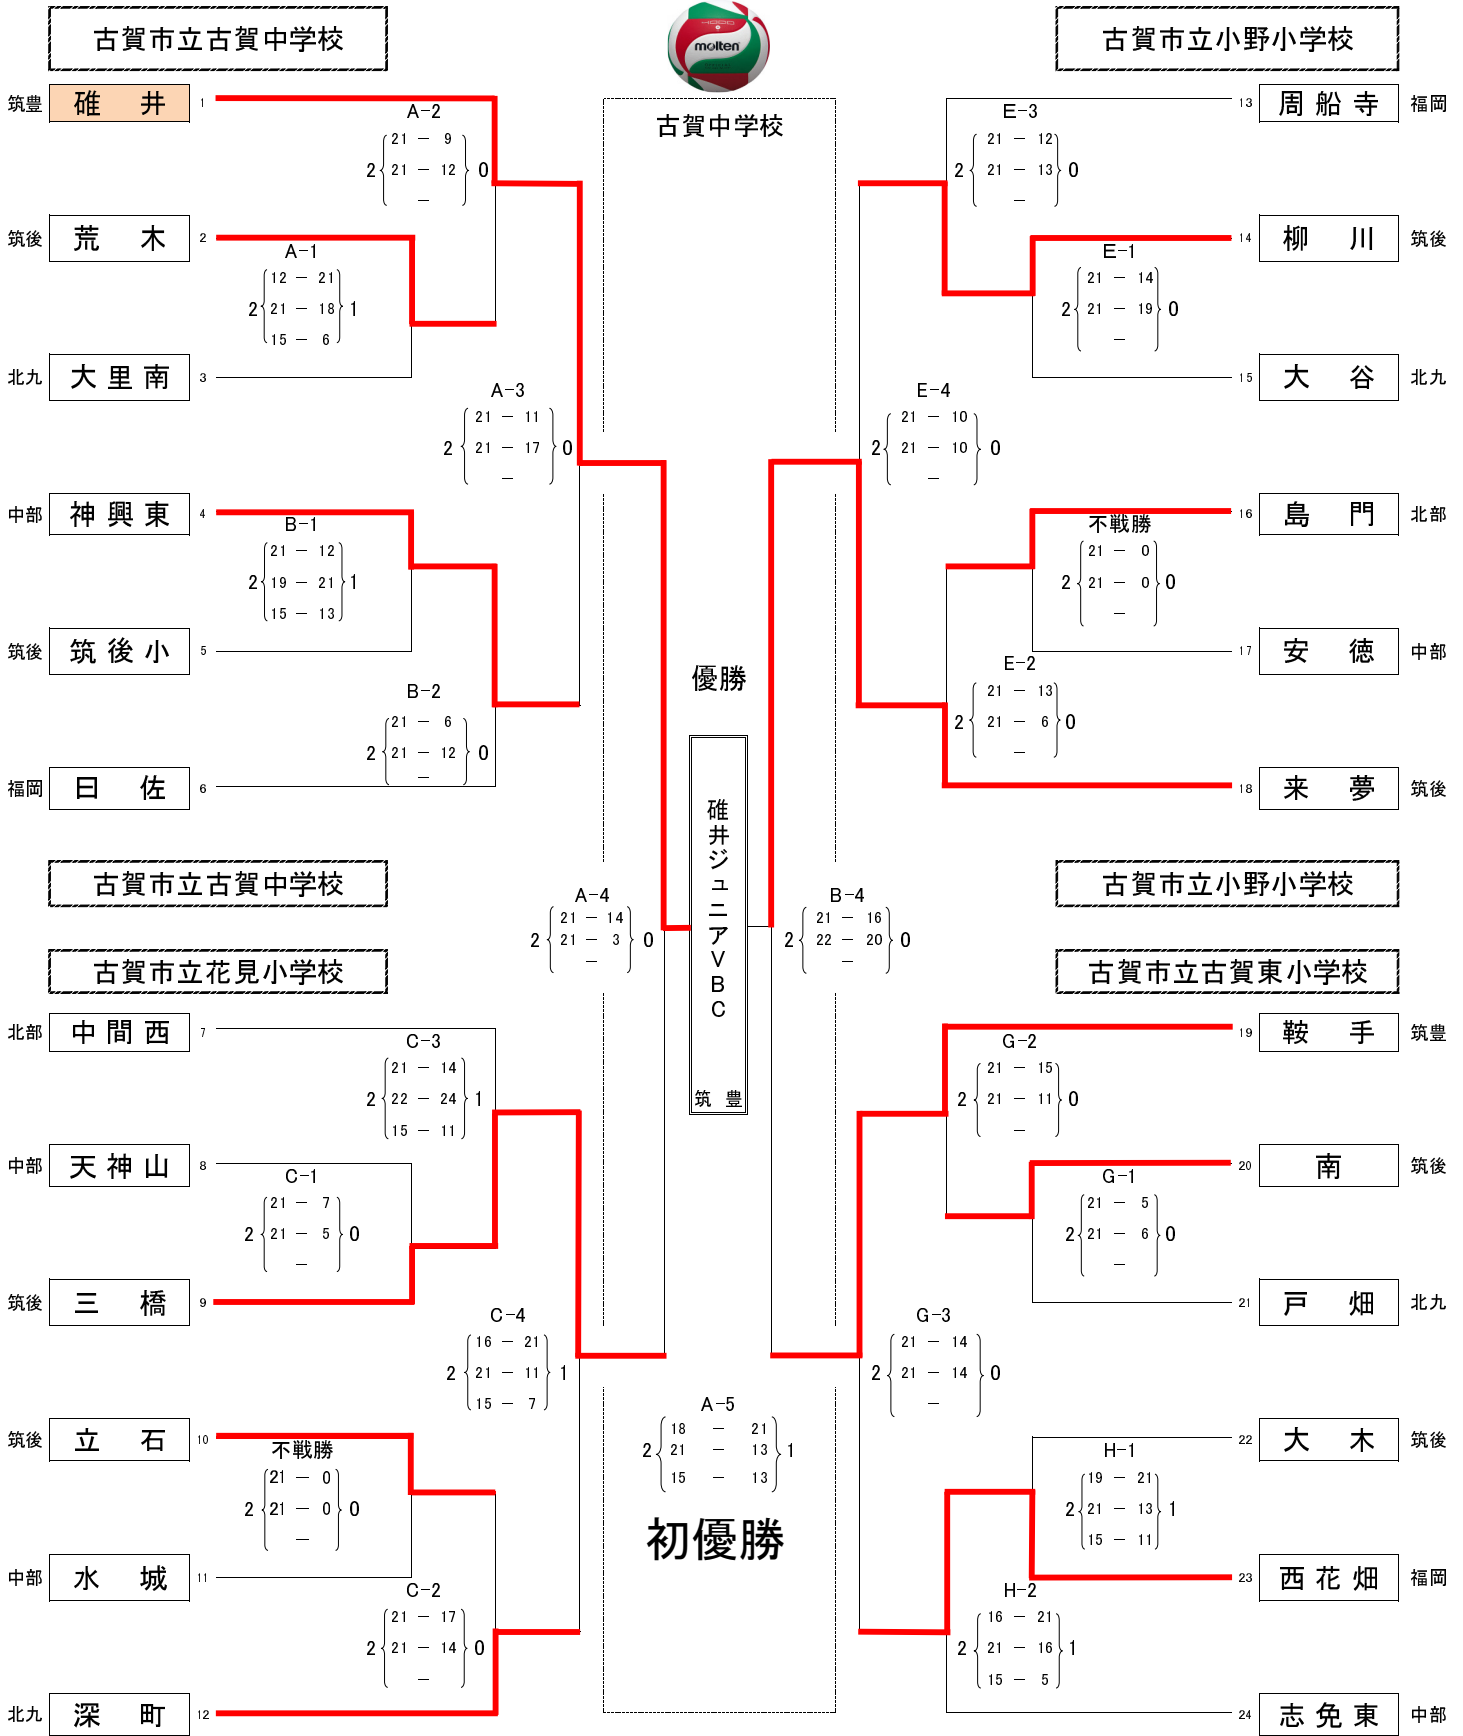 古賀市立古賀中学校
筑豊 碓井 1
A-2
21 － 9
2 21 － 12 0
－
筑後 荒木 2
A-1
12 － 21
2 21 － 18 1
15 － 6
北九 大里南 3
A-3
21 － 11
2 21 － 17 0
－
中部 神興東 4
B-1
21 － 12
2 19 － 21 1
15 － 13
筑後 筑後小 5
B-2
21 － 6
2 21 － 12 0
－
福岡 日佐 6
古賀市立古賀中学校
古賀市立花見小学校
北部 中間西 7
C-3
21 － 14
2 22 － 24 1
15 － 11
中部 天神山 8
C-1
21 － 7
2 21 － 5 0
－
筑後 三橋 9
C-4
16 － 21
2 21 － 11 1
15 － 7
筑後 立石 10
不戦勝
21 － 0
2 21 － 0 0
－
中部 水城 11
C-2
21 － 17
2 21 － 14 0
－
北九 深町 12
4000
molten
古賀中学校
優勝
碓井ジュニアVBC
筑豊
A-4
21 － 14
2 21 － 3 0
－
B-4
21 － 16
2 22 － 20 0
－
A-5
18 － 21
2 21 － 13 1
15 － 13
初優勝
古賀市立小野小学校
13 周船寺 福岡
E-3
21 － 12
2 21 － 13 0
－
14 柳川 筑後
E-1
21 － 14
2 21 － 19 0
－
15 大谷 北九
E-4
21 － 10
2 21 － 10 0
－
16 島門 北部
不戦勝
21 － 0
2 21 － 0 0
－
17 安徳 中部
E-2
21 － 13
2 21 － 6 0
－
18 来夢 筑後
古賀市立小野小学校
古賀市立古賀東小学校
19 鞍手 筑豊
G-2
21 － 15
2 21 － 11 0
－
20 南 筑後
G-1
21 － 5
2 21 － 6 0
－
21 戸畑 北九
G-3
21 － 14
2 21 － 14 0
－
22 大木 筑後
H-1
19 － 21
2 21 － 13 1
15 － 11
23 西花畑 福岡
H-2
16 － 21
2 21 － 16 1
15 － 5
24 志免東 中部